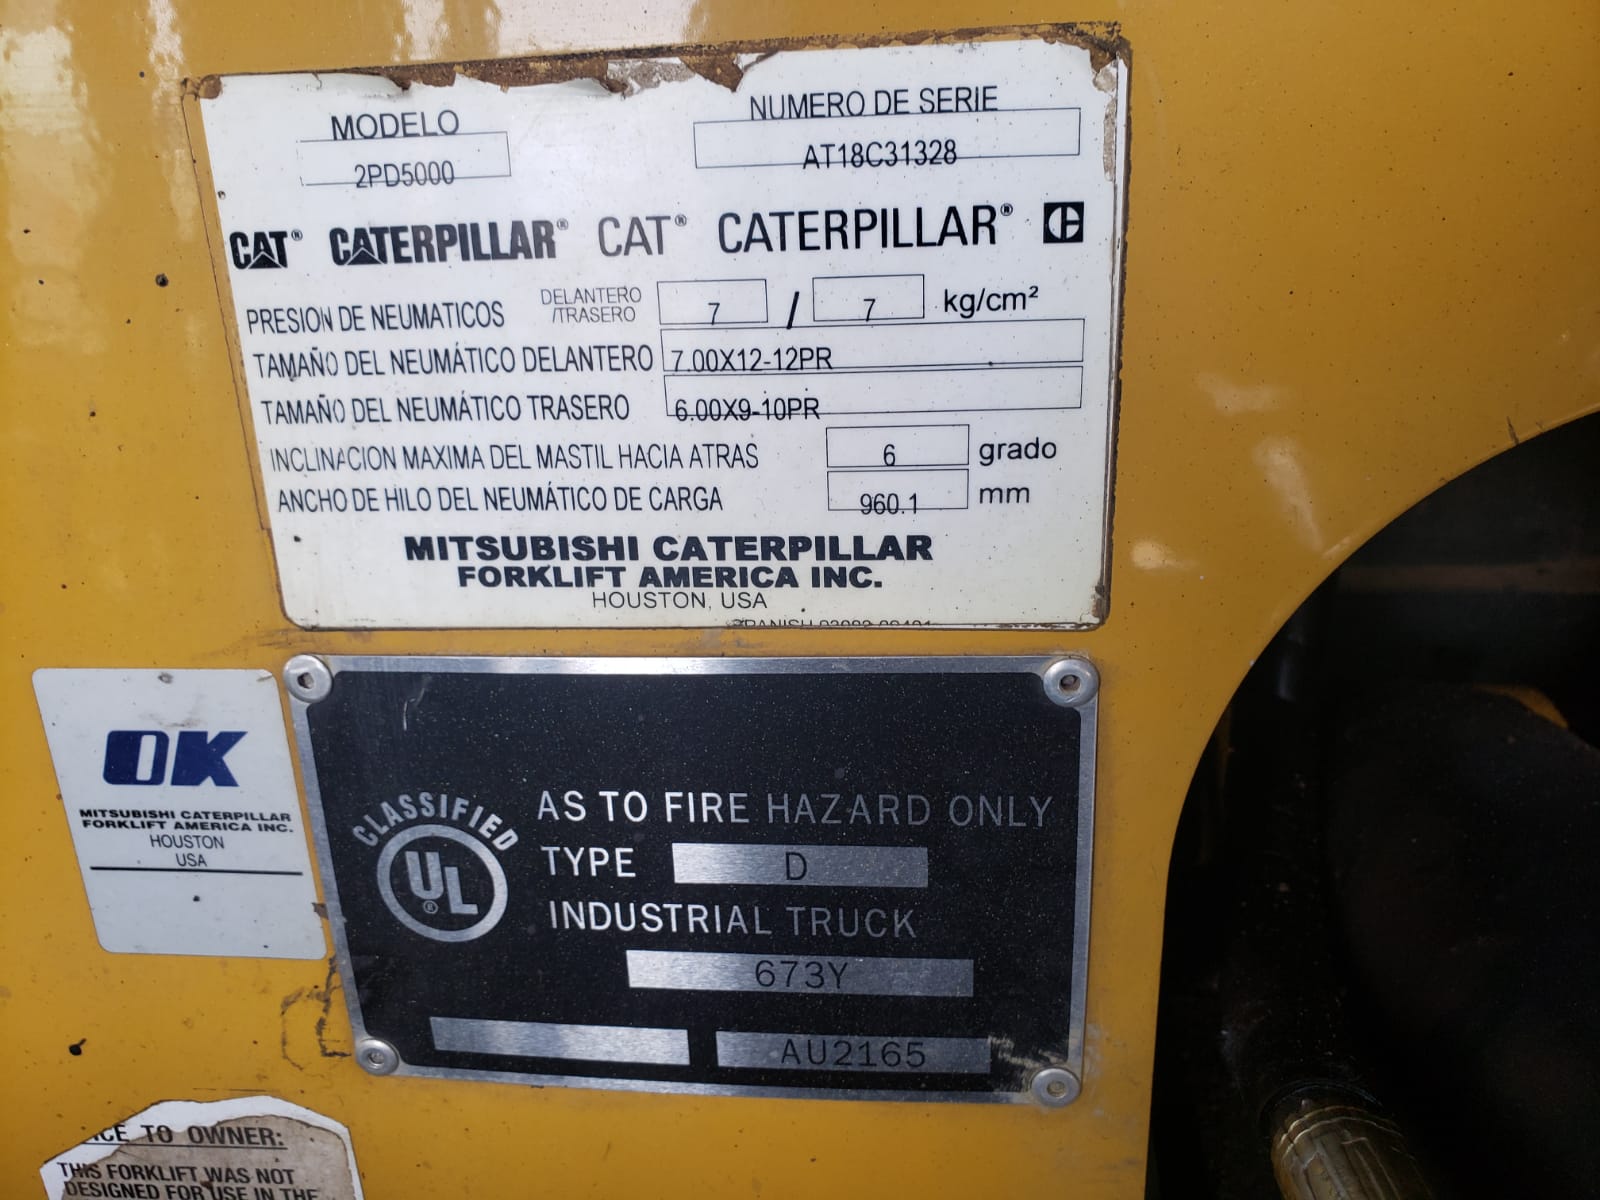 MODELO
2PD5000
NUMERO DE SERIE
AT18C31328
CAT® CATERPILLAR® CAT® CATERPILLAR®
PRESION DE NEUMATICOS DELANTERO /TRASERO 7 / 7 kg/cm²
TAMAÑO DEL NEUMÁTICO DELANTERO 7.00X12-12PR
TAMAÑO DEL NEUMÁTICO TRASERO 6.00X9-10PR
INCLINACION MAXIMA DEL MASTIL HACIA ATRAS 6 grado
ANCHO DE HILO DEL NEUMÁTICO DE CARGA 960.1 mm
MITSUBISHI CATERPILLAR
FORKLIFT AMERICA INC.
HOUSTON, USA
OK
MITSUBISHI CATERPILLAR
FORKLIFT AMERICA INC.
HOUSTON
USA
CLASSIFIED
UL®
AS TO FIRE HAZARD ONLY
TYPE D
INDUSTRIAL TRUCK
673Y
AU2165
TO OWNER:
THIS FORKLIFT WAS NOT
DESIGNED FOR USE IN THE